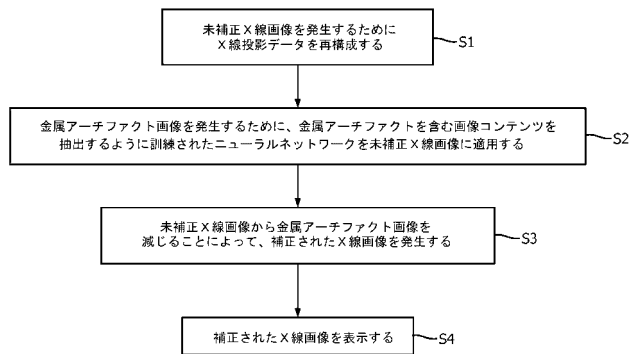 未補正X線画像を発生するために
X線投影データを再構成する
S1
金属アーチファクト画像を発生するために、金属アーチファクトを含む画像コンテンツを
抽出するように訓練されたニューラルネットワークを未補正X線画像に適用する
S2
未補正X線画像から金属アーチファクト画像を
減じることによって、補正されたX線画像を発生する
S3
補正されたX線画像を表示する
S4